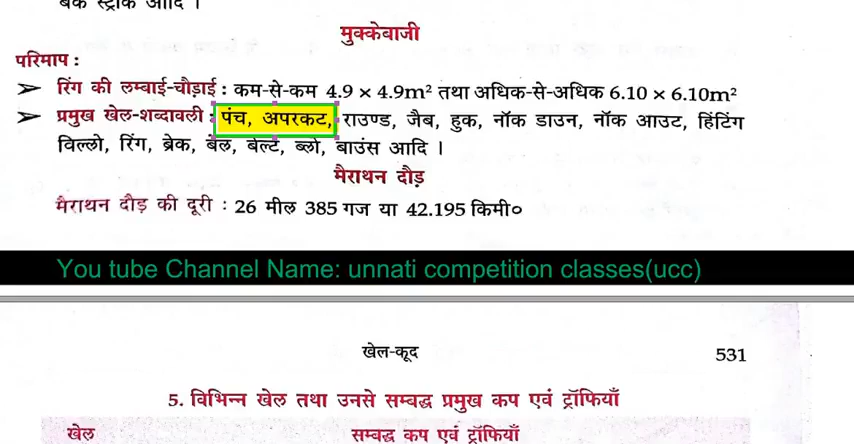 बैक स्ट्रोक आदि ।
मुक्केबाजी
परिमाप :
➤ रिंग की लम्बाई-चौड़ाई : कम-से-कम 4.9 × 4.9m² तथा अधिक-से-अधिक 6.10 × 6.10m²
➤ प्रमुख खेल-शब्दावली : पंच, अपरकट, राउण्ड, जैब, हुक, नॉक डाउन, नॉक आउट, हिटिंग
विल्लो, रिंग, ब्रेक, बेल, बेल्ट, ब्लो, बाउंस आदि ।
मैराथन दौड़
मैराथन दौड़ की दूरी : 26 मील 385 गज या 42.195 किमी०
You tube Channel Name: unnati competition classes(ucc)
खेल-कूद 531
5. विभिन्न खेल तथा उनसे सम्बद्ध प्रमुख कप एवं ट्रॉफियाँ
खेल सम्बद्ध कप एवं ट्रॉफियाँ